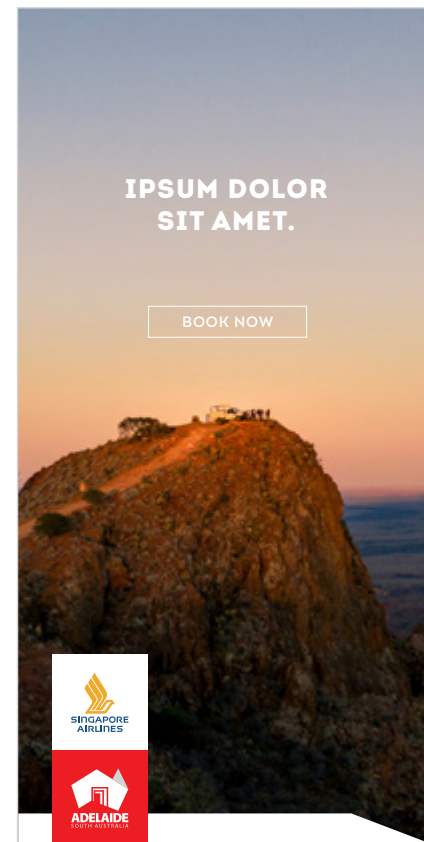 IPSUM DOLOR
SIT AMET.
BOOK NOW
SINGAPORE
AIRLINES
ADELAIDE
SOUTH AUSTRALIA